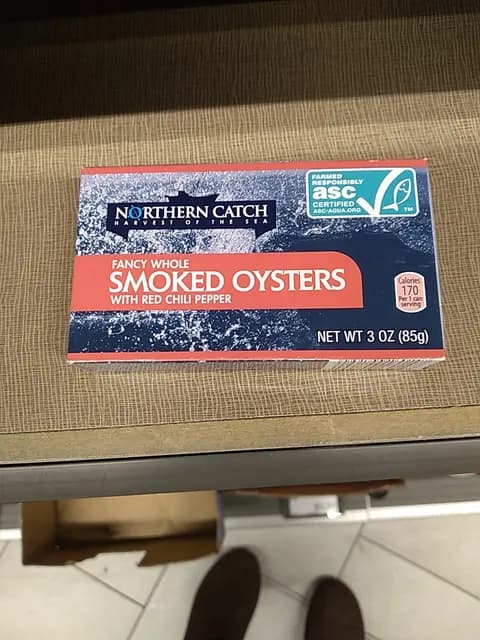 FARMED
RESPONSIBLY
asc
CERTIFIED
ASC-AQUA.ORG
TM
NORTHERN CATCH
HARVEST OF THE SEA
FANCY WHOLE
SMOKED OYSTERS
WITH RED CHILI PEPPER
Calories
170
Per 1 can
serving
NET WT 3 OZ (85g)